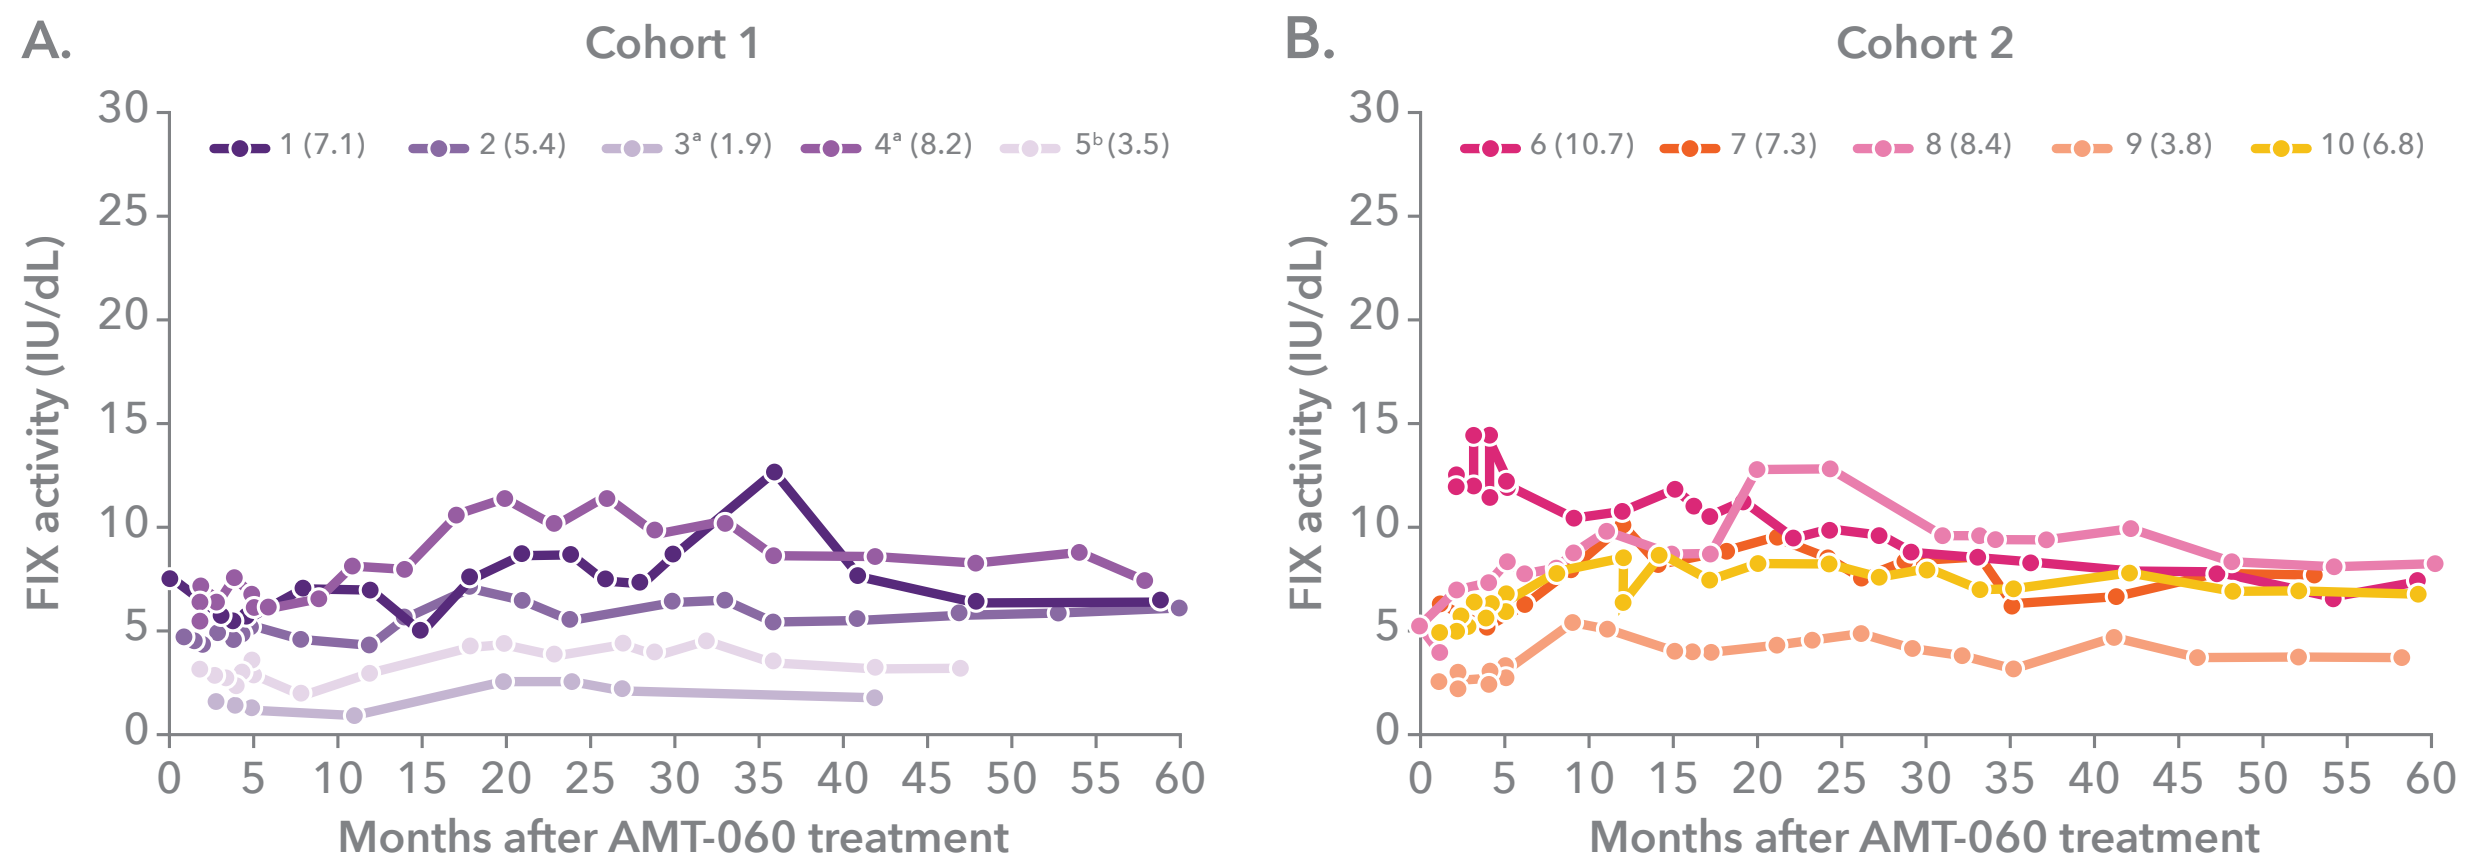 A. Cohort 1
FIX activity (IU/dL)
30
25
20
15
10
5
0
1 (7.1) 2 (5.4) 3ª (1.9) 4ª (8.2) 5ᵇ (3.5)
0 5 10 15 20 25 30 35 40 45 50 55 60
Months after AMT-060 treatment
B. Cohort 2
FIX activity (IU/dL)
30
25
20
15
10
5
0
6 (10.7) 7 (7.3) 8 (8.4) 9 (3.8) 10 (6.8)
0 5 10 15 20 25 30 35 40 45 50 55 60
Months after AMT-060 treatment